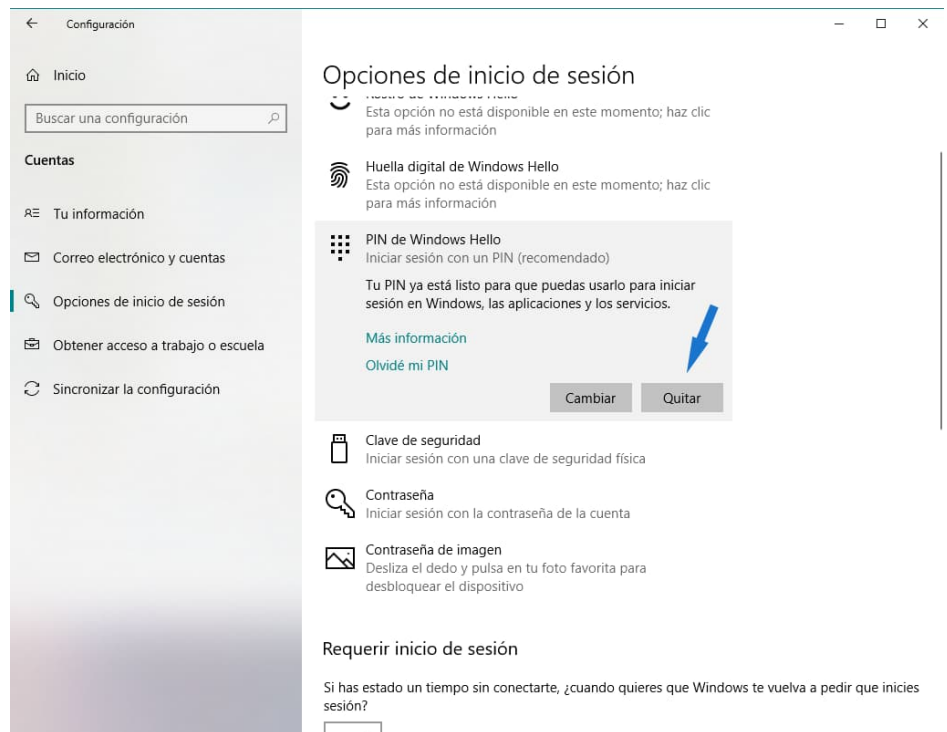 Configuración
Inicio
Buscar una configuración
Cuentas
Tu información
Correo electrónico y cuentas
Opciones de inicio de sesión
Obtener acceso a trabajo o escuela
Sincronizar la configuración
Opciones de inicio de sesión
Rostro de Windows Hello
Esta opción no está disponible en este momento; haz clic
para más información
Huella digital de Windows Hello
Esta opción no está disponible en este momento; haz clic
para más información
PIN de Windows Hello
Iniciar sesión con un PIN (recomendado)
Tu PIN ya está listo para que puedas usarlo para iniciar
sesión en Windows, las aplicaciones y los servicios.
Más información
Olvidé mi PIN
Cambiar
Quitar
Clave de seguridad
Iniciar sesión con una clave de seguridad física
Contraseña
Iniciar sesión con la contraseña de la cuenta
Contraseña de imagen
Desliza el dedo y pulsa en tu foto favorita para
desbloquear el dispositivo
Requerir inicio de sesión
Si has estado un tiempo sin conectarte, ¿cuando quieres que Windows te vuelva a pedir que inicies
sesión?